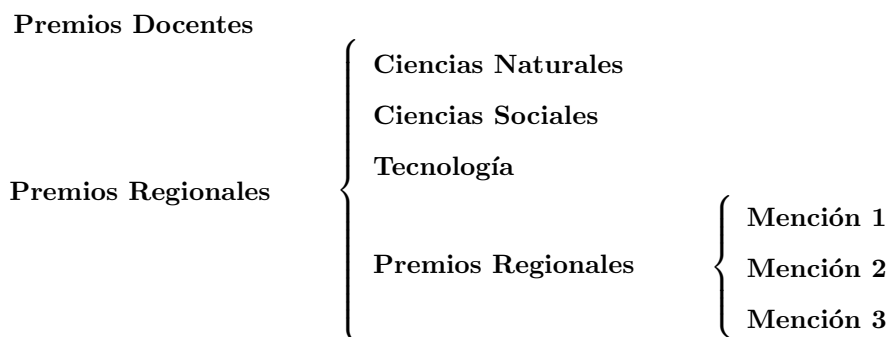 Premios Docentes
Ciencias Naturales
Ciencias Sociales
Tecnología
Premios Regionales
Mención 1
Premios Regionales
Mención 2
Mención 3